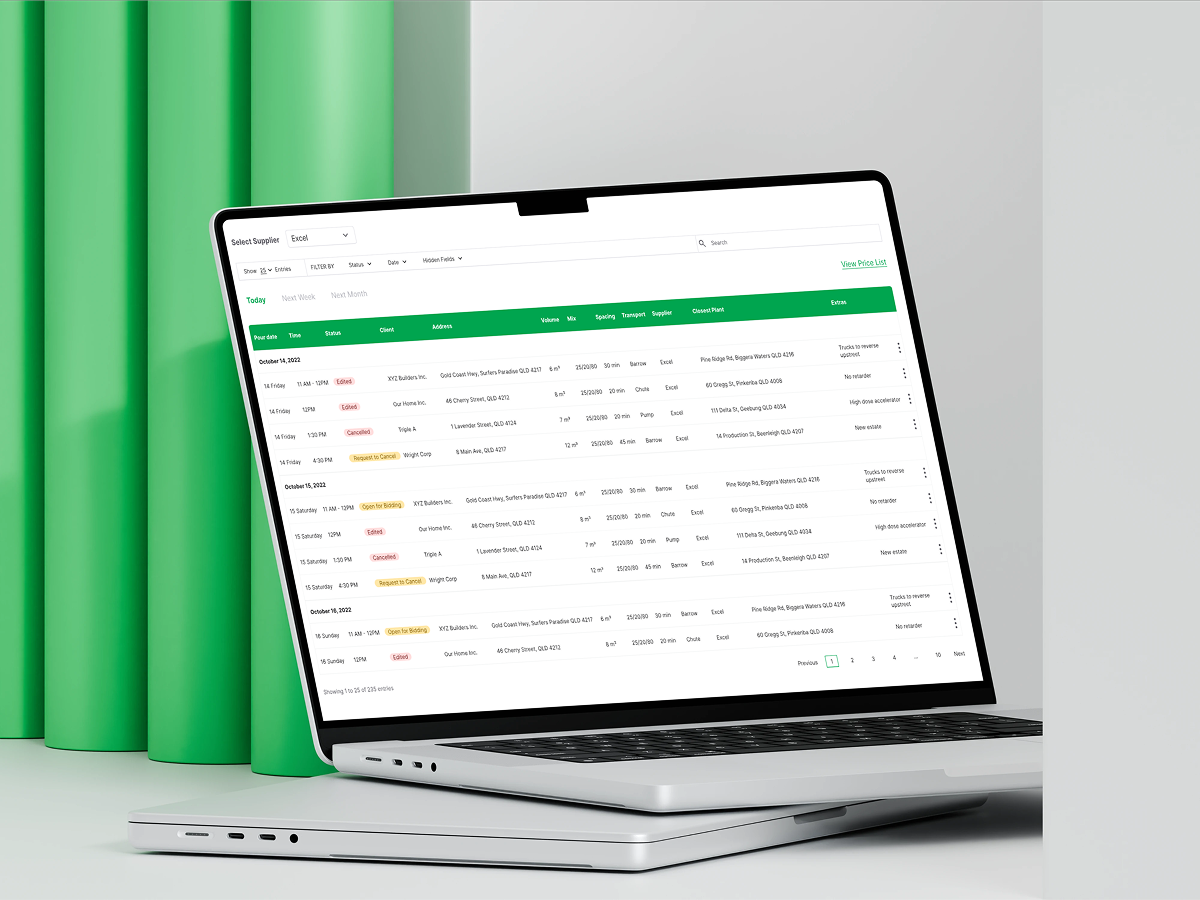 Select Supplier Excel
Show 25 Entries FILTER BY Status Date Hidden Fields Search
Today Next Week Next Month View Price List
Pour date Time Status Client Address Volume Mix Spacing Transport Supplier Closest Plant Extras
October 14, 2022
14 Friday 11 AM - 12PM Edited XYZ Builders Inc. Gold Coast Hwy, Surfers Paradise QLD 4217 6 m³ 25/20/80 30 min Barrow Excel Pine Ridge Rd, Biggera Waters QLD 4216 Trucks to reverse
upstreet
14 Friday 12PM Edited Our Home Inc. 46 Cherry Street, QLD 4212 8 m³ 25/20/80 20 min Chute Excel 60 Gregg St, Pinkenba QLD 4008 No retarder
14 Friday 1:30 PM Cancelled Triple A 1 Lavender Street, QLD 4124 7 m³ 25/20/80 20 min Pump Excel 111 Delta St, Geebung QLD 4034 High dose accelerator
14 Friday 4:30 PM Request to Cancel Wright Corp 8 Main Ave, QLD 4217 12 m³ 25/20/80 45 min Barrow Excel 14 Production St, Beenleigh QLD 4207 New estate
October 15, 2022
15 Saturday 11 AM - 12PM Open for Bidding XYZ Builders Inc. Gold Coast Hwy, Surfers Paradise QLD 4217 6 m³ 25/20/80 30 min Barrow Excel Pine Ridge Rd, Biggera Waters QLD 4216 Trucks to reverse
upstreet
15 Saturday 12PM Edited Our Home Inc. 46 Cherry Street, QLD 4212 8 m³ 25/20/80 20 min Chute Excel 60 Gregg St, Pinkenba QLD 4008 No retarder
15 Saturday 1:30 PM Cancelled Triple A 1 Lavender Street, QLD 4124 7 m³ 25/20/80 20 min Pump Excel 111 Delta St, Geebung QLD 4034 High dose accelerator
15 Saturday 4:30 PM Request to Cancel Wright Corp 8 Main Ave, QLD 4217 12 m³ 25/20/80 45 min Barrow Excel 14 Production St, Beenleigh QLD 4207 New estate
October 16, 2022
16 Sunday 11 AM - 12PM Open for Bidding XYZ Builders Inc. Gold Coast Hwy, Surfers Paradise QLD 4217 6 m³ 25/20/80 30 min Barrow Excel Pine Ridge Rd, Biggera Waters QLD 4216 Trucks to reverse
upstreet
16 Sunday 12PM Edited Our Home Inc. 46 Cherry Street, QLD 4212 8 m³ 25/20/80 20 min Chute Excel 60 Gregg St, Pinkenba QLD 4008 No retarder
Showing 1 to 25 of 235 entries Previous 1 2 3 4 ... 10 Next